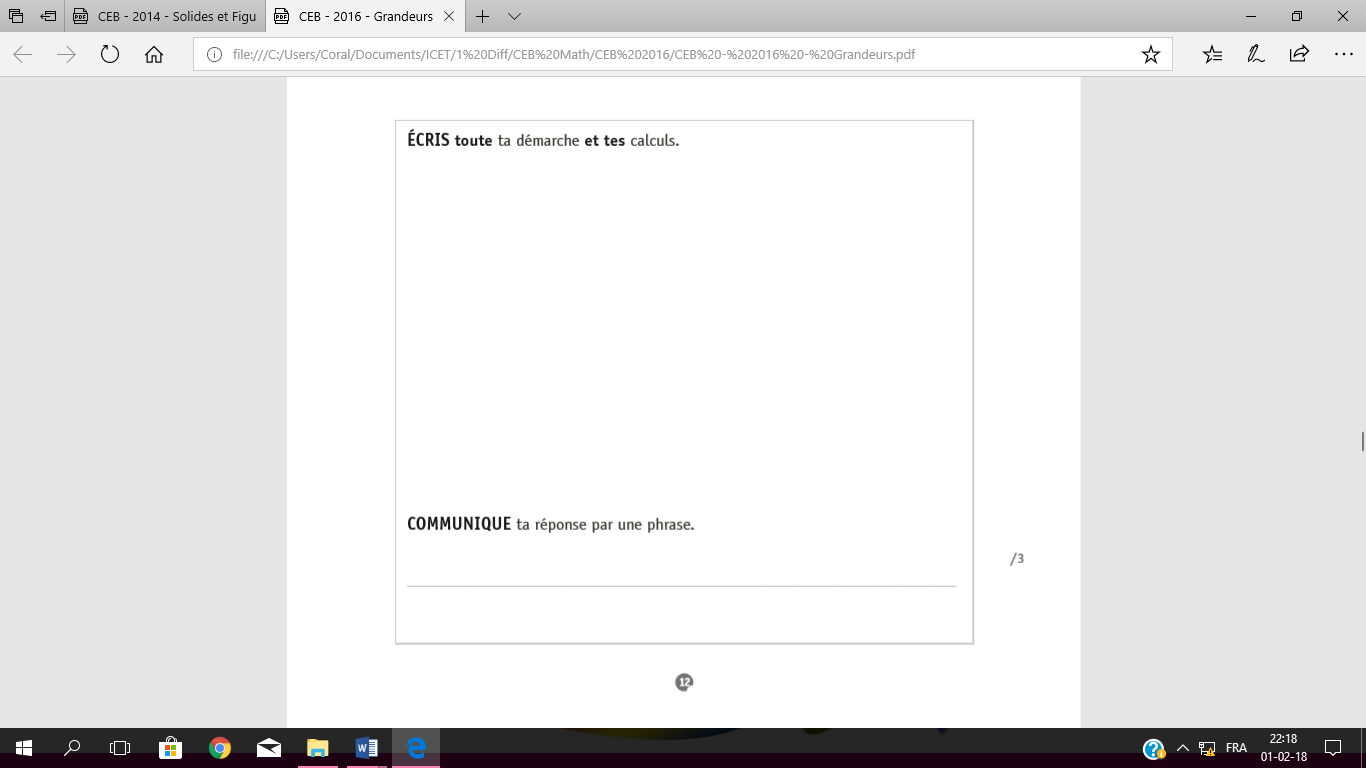 CEB - 2014 - Solides et Figu
CEB - 2016 - Grandeurs
file:///C:/Users/Coral/Documents/ICET/1%20Diff/CEB%20Math/CEB%202016/CEB%20-%202016%20-%20Grandeurs.pdf
ÉCRIS toute ta démarche et tes calculs.
COMMUNIQUE ta réponse par une phrase.
/3
12
FRA
22:18
01-02-18